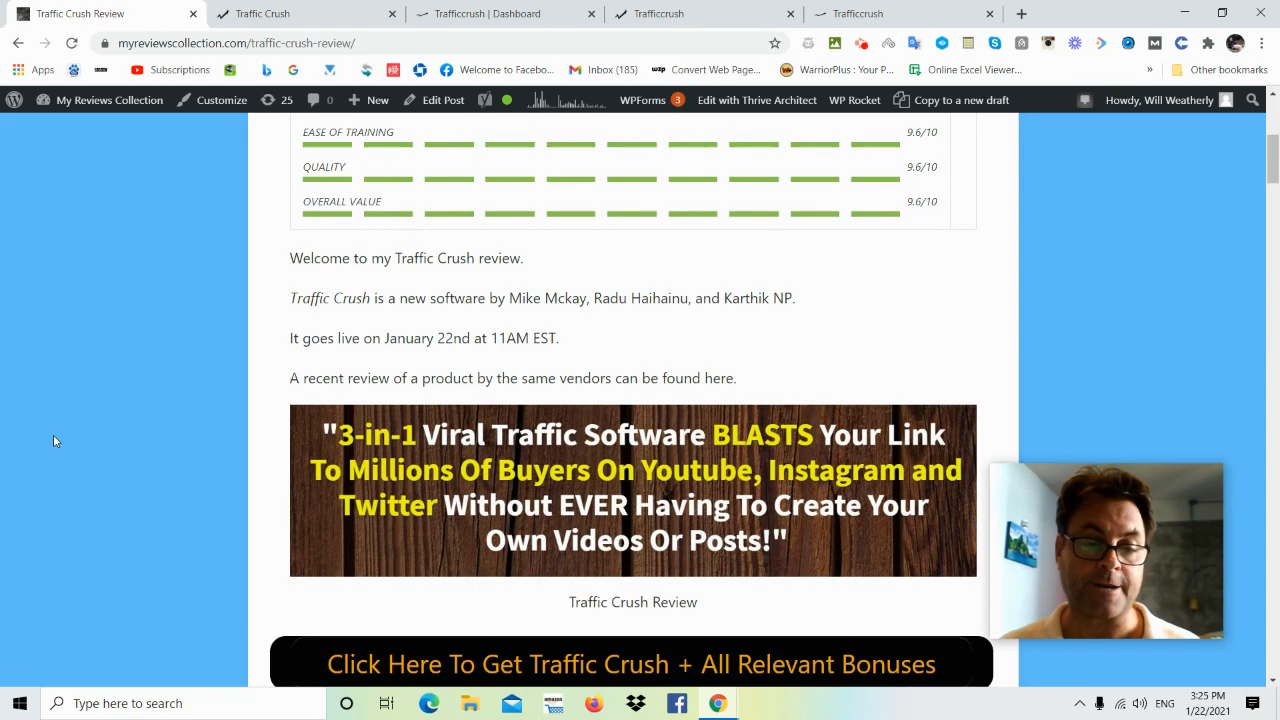 Traffic Crush Review
Traffic Crush
Trafficcrush | Dashboard
Trafficcrush
Trafficcrush
myreviewscollection.com/traffic-crush-review/
Apps
Subscriptions
Welcome to Facebo...
Inbox (185)
Convert Web Page...
WarriorPlus : Your P...
Online Excel Viewer...
»
Other bookmarks
My Reviews Collection
Customize
25
0
New
Edit Post
WPForms 3
Edit with Thrive Architect
WP Rocket
Copy to a new draft
Howdy, Will Weatherly
EASE OF TRAINING 9.6/10
QUALITY 9.6/10
OVERALL VALUE 9.6/10
Welcome to my Traffic Crush review.
Traffic Crush is a new software by Mike Mckay, Radu Haihainu, and Karthik NP.
It goes live on January 22nd at 11AM EST.
A recent review of a product by the same vendors can be found here.
"3-in-1 Viral Traffic Software BLASTS Your Link
To Millions Of Buyers On Youtube, Instagram and
Twitter Without EVER Having To Create Your
Own Videos Or Posts!"
Traffic Crush Review
Click Here To Get Traffic Crush + All Relevant Bonuses
Type here to search
amazon
ENG
3:25 PM
1/22/2021